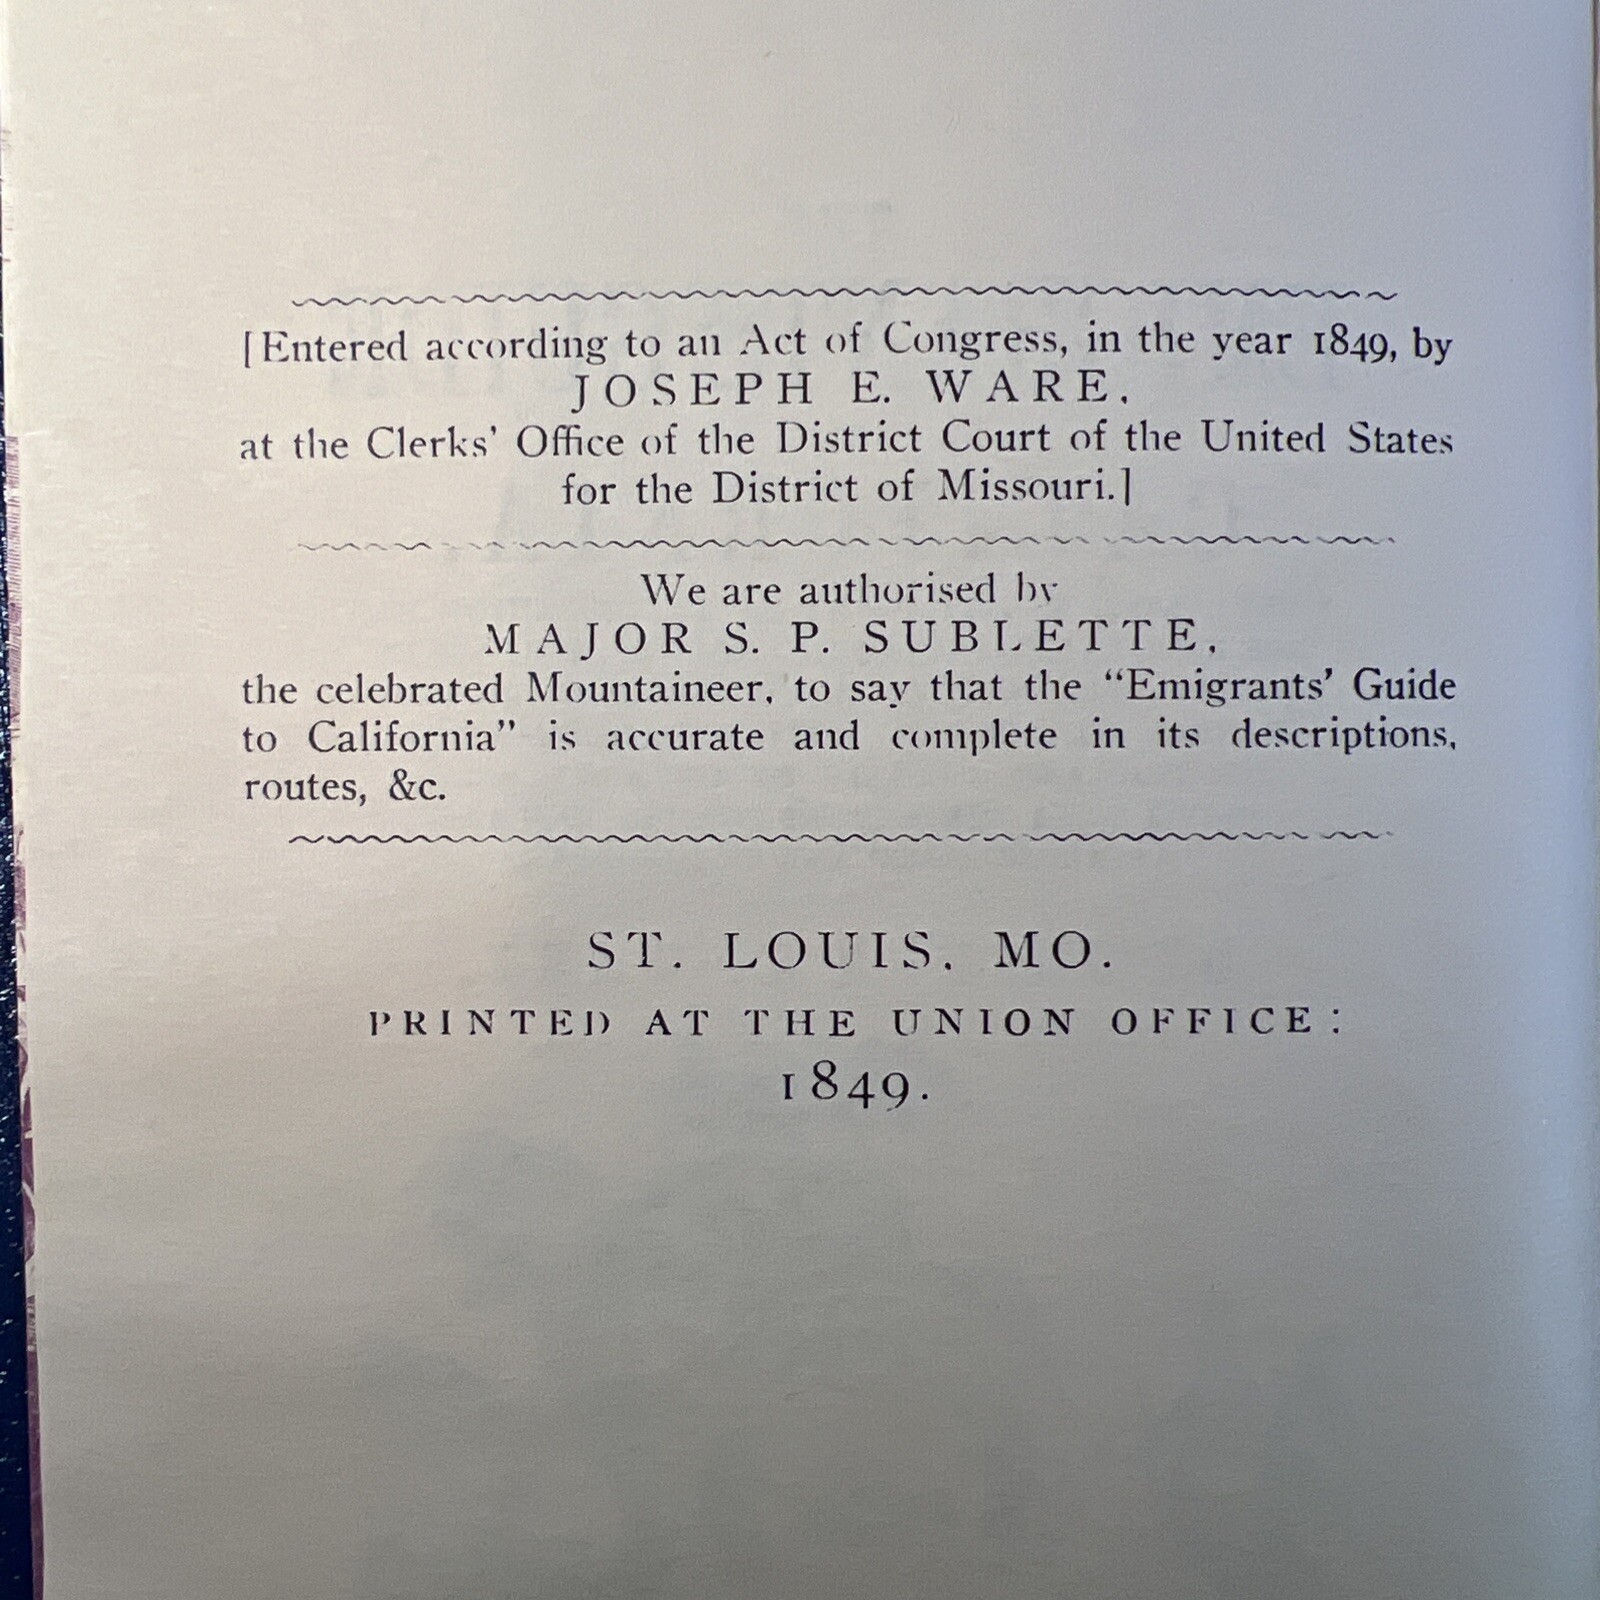 [Entered according to an Act of Congress, in the year 1849, by
JOSEPH E. WARE,
at the Clerks' Office of the District Court of the United States
for the District of Missouri.]
We are authorised by
MAJOR S. P. SUBLETTE,
the celebrated Mountaineer, to say that the “Emigrants' Guide
to California” is accurate and complete in its descriptions,
routes, &c.
ST. LOUIS, MO.
PRINTED AT THE UNION OFFICE:
1849.